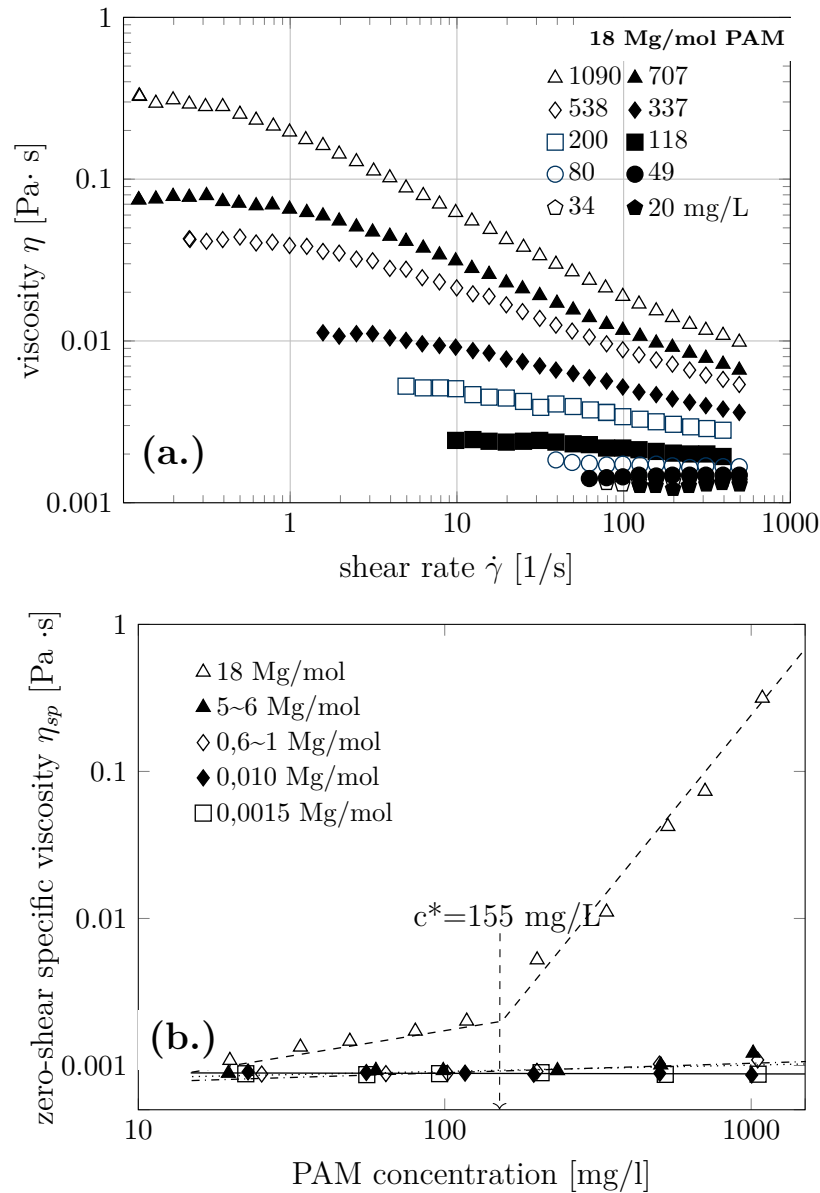 18 Mg/mol PAM
1090 707
538 337
200 118
80 49
34 20 mg/L
1
0.1
0.01
0.001
viscosity η [Pa· s]
(a.)
1 10 100 1000
shear rate γ̇ [1/s]
1
0.1
0.01
0.001
zero-shear specific viscosity ηsp [Pa ·s]
18 Mg/mol
5~6 Mg/mol
0,6~1 Mg/mol
0,010 Mg/mol
0,0015 Mg/mol
c*=155 mg/L
(b.)
10 100 1000
PAM concentration [mg/l]